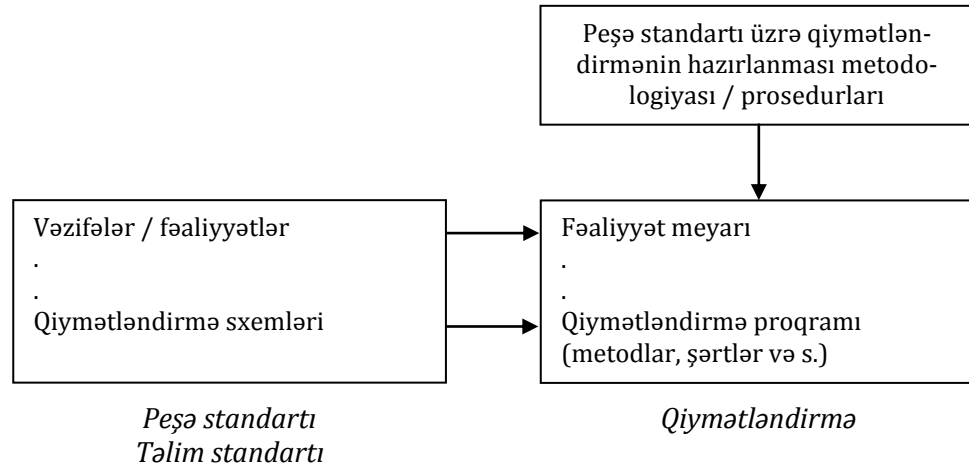 Peşə standartı üzrə qiymətlən-
dirmənin hazırlanması metodo-
logiyası / prosedurları
Vəzifələr / fəaliyyətlər
.
.
Qiymətləndirmə sxemləri
Fəaliyyət meyarı
.
.
Qiymətləndirmə proqramı
(metodlar, şərtlər və s.)
Peşə standartı
Təlim standartı
Qiymətləndirmə